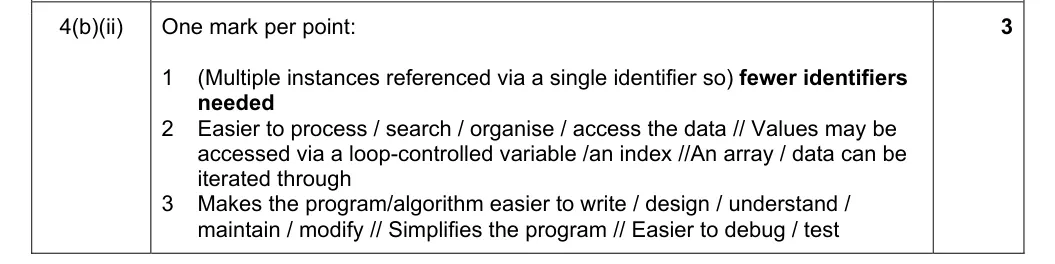 4(b)(ii) One mark per point: 3
1 (Multiple instances referenced via a single identifier so) fewer identifiers
needed
2 Easier to process / search / organise / access the data // Values may be
accessed via a loop-controlled variable /an index //An array / data can be
iterated through
3 Makes the program/algorithm easier to write / design / understand /
maintain / modify // Simplifies the program // Easier to debug / test